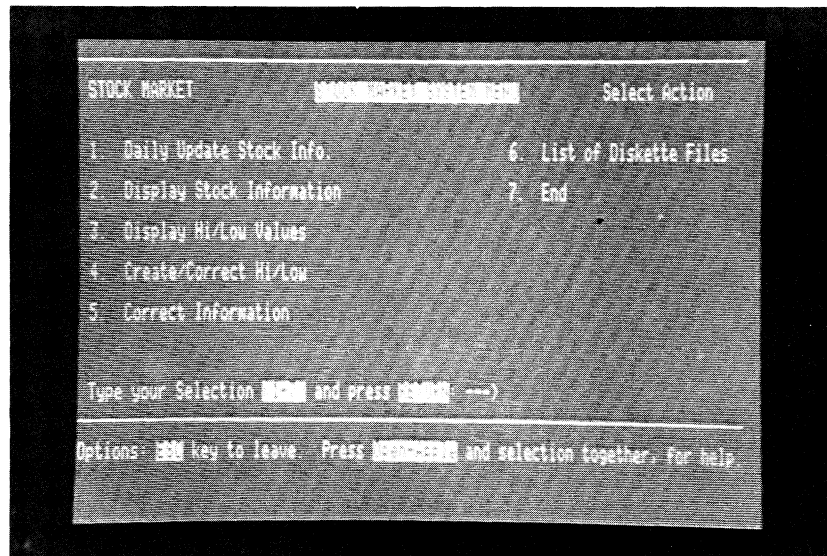 STOCK MARKET Select Action
1. Daily Update Stock Info. 6. List of Diskette Files
2. Display Stock Information 7. End
3. Display Hi/Low Values
4. Create/Correct Hi/Low
5. Correct Information
Type your Selection and press ---)
Options- key to leave. Press and selection together, for help.